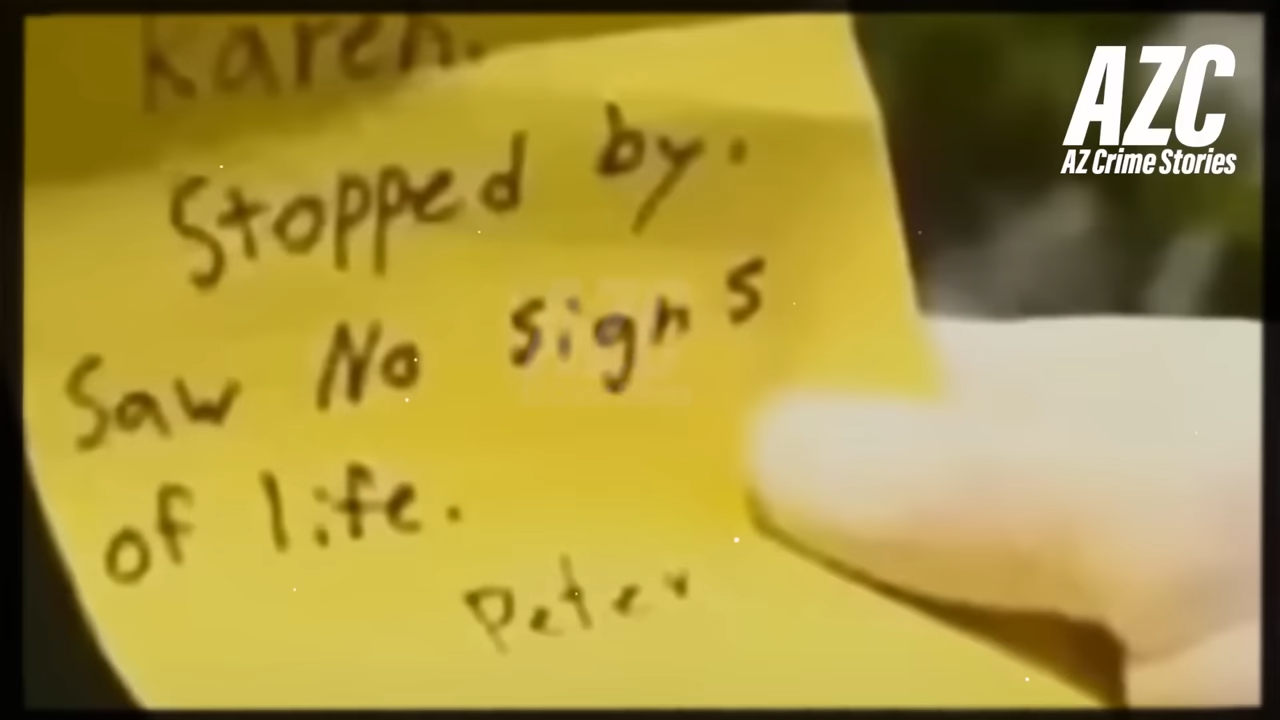 Karen.
Stopped by.
Saw No signs
of life.
Peter
AZC
AZ Crime Stories